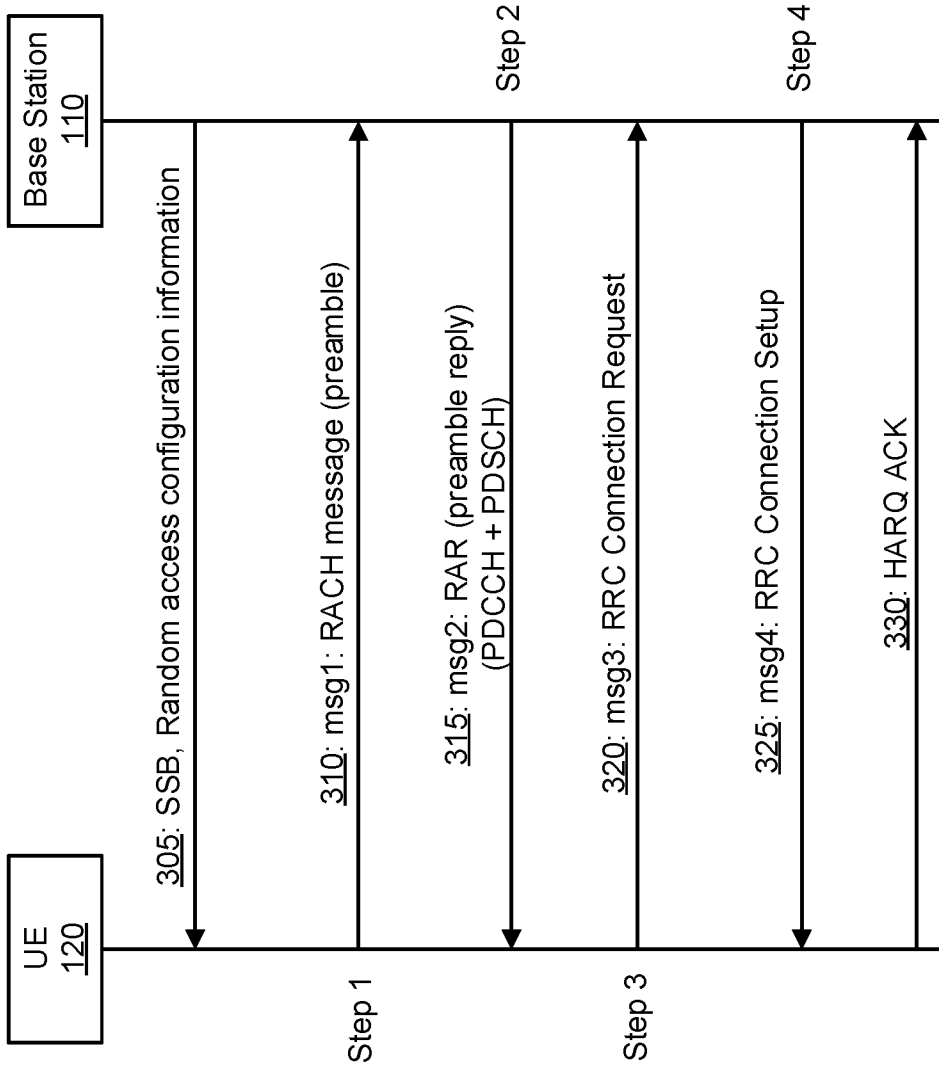 UE
120
Base Station
110
305: SSB, Random access configuration information
Step 1
310: msg1: RACH message (preamble)
315: msg2: RAR (preamble reply)
(PDCCH + PDSCH)
Step 2
Step 3
320: msg3: RRC Connection Request
325: msg4: RRC Connection Setup
Step 4
330: HARQ ACK